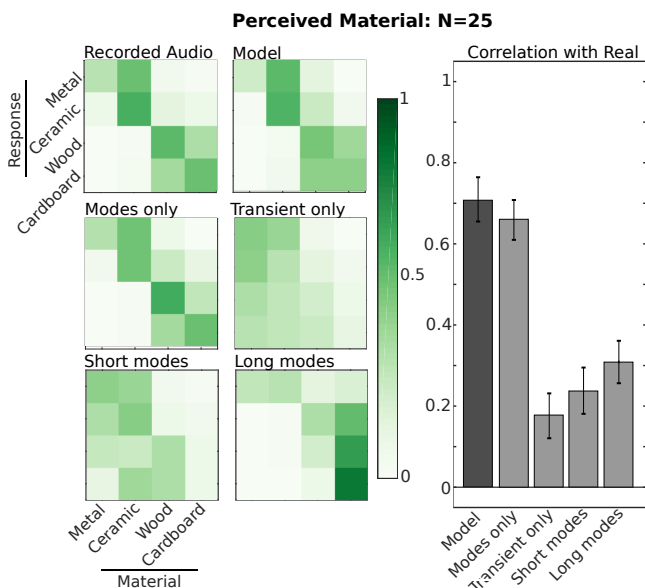 Perceived Material: N=25
Recorded Audio
Model
Correlation with Real
Response
Metal
Ceramic
Wood
Cardboard
Modes only
Transient only
Short modes
Long modes
1
0.5
0
1
0.8
0.6
0.4
0.2
0
Metal
Ceramic
Wood
Cardboard
Material
Model
Modes only
Transient only
Short modes
Long modes